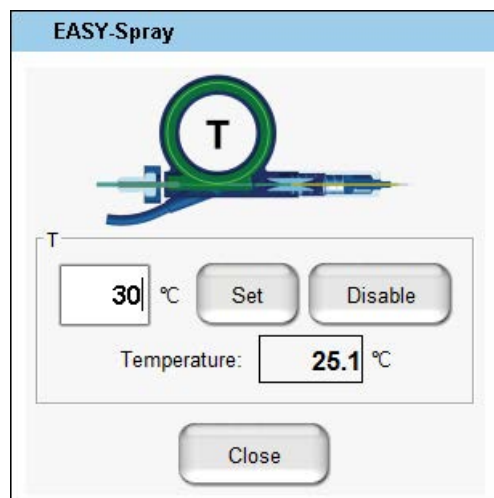 EASY-Spray
T
T
30 °C Set Disable
Temperature: 25.1 °C
Close